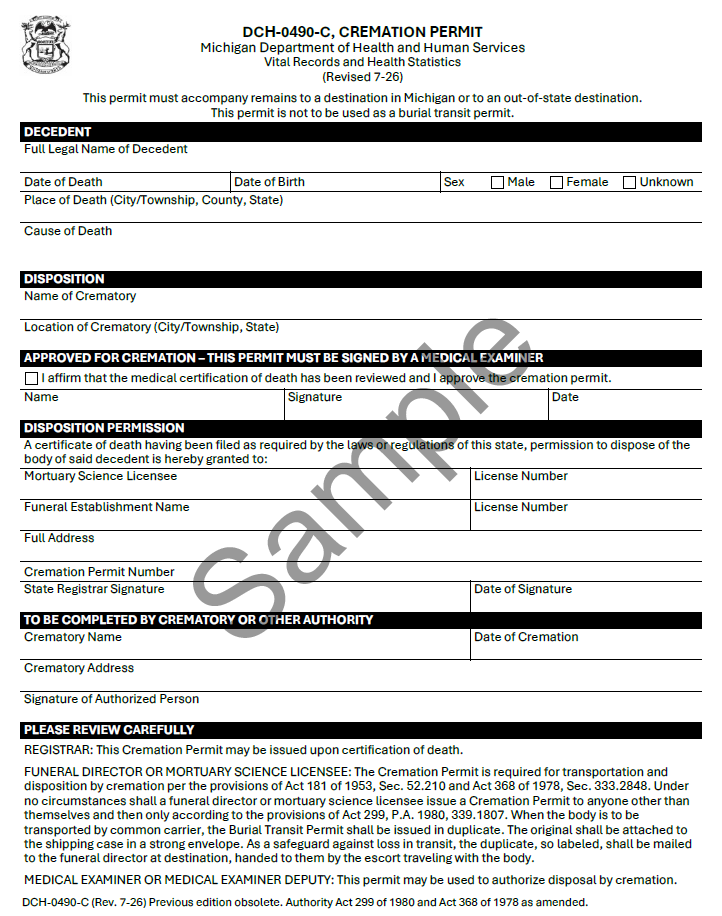 DCH-0490-C, CREMATION PERMIT
Michigan Department of Health and Human Services
Vital Records and Health Statistics
(Revised 7-26)
This permit must accompany remains to a destination in Michigan or to an out-of-state destination.
This permit is not to be used as a burial transit permit.
DECEDENT
Full Legal Name of Decedent
Date of Death Date of Birth Sex Male Female Unknown
Place of Death (City/Township, County, State)
Cause of Death
DISPOSITION
Name of Crematory
Location of Crematory (City/Township, State)
APPROVED FOR CREMATION – THIS PERMIT MUST BE SIGNED BY A MEDICAL EXAMINER
I affirm that the medical certification of death has been reviewed and I approve the cremation permit.
Name Signature Date
DISPOSITION PERMISSION
A certificate of death having been filed as required by the laws or regulations of this state, permission to dispose of the
body of said decedent is hereby granted to:
Mortuary Science Licensee License Number
Funeral Establishment Name License Number
Full Address
Cremation Permit Number
State Registrar Signature Date of Signature
TO BE COMPLETED BY CREMATORY OR OTHER AUTHORITY
Crematory Name Date of Cremation
Crematory Address
Signature of Authorized Person
PLEASE REVIEW CAREFULLY
REGISTRAR: This Cremation Permit may be issued upon certification of death.
FUNERAL DIRECTOR OR MORTUARY SCIENCE LICENSEE: The Cremation Permit is required for transportation and
disposition by cremation per the provisions of Act 181 of 1953, Sec. 52.210 and Act 368 of 1978, Sec. 333.2848. Under
no circumstances shall a funeral director or mortuary science licensee issue a Cremation Permit to anyone other than
themselves and then only according to the provisions of Act 299, P.A. 1980, 339.1807. When the body is to be
transported by common carrier, the Burial Transit Permit shall be issued in duplicate. The original shall be attached to
the shipping case in a strong envelope. As a safeguard against loss in transit, the duplicate, so labeled, shall be mailed
to the funeral director at destination, handed to them by the escort traveling with the body.
MEDICAL EXAMINER OR MEDICAL EXAMINER DEPUTY: This permit may be used to authorize disposal by cremation.
DCH-0490-C (Rev. 7-26) Previous edition obsolete. Authority Act 299 of 1980 and Act 368 of 1978 as amended.
Sample